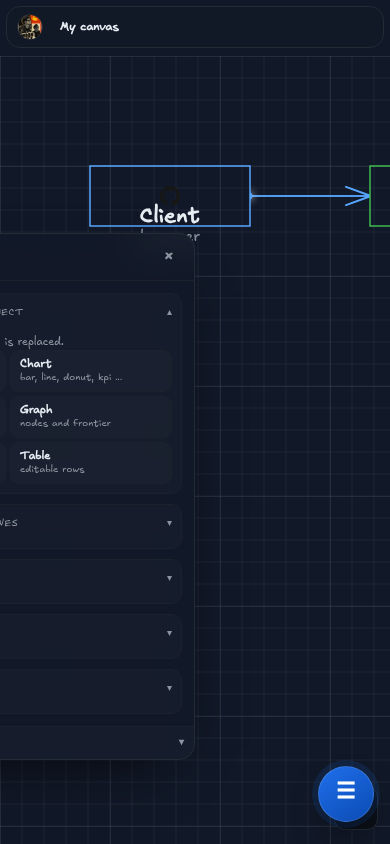 My canvas
Client
is replaced.
Chart
bar, line, donut, kpi ...
Graph
nodes and frontier
Table
editable rows